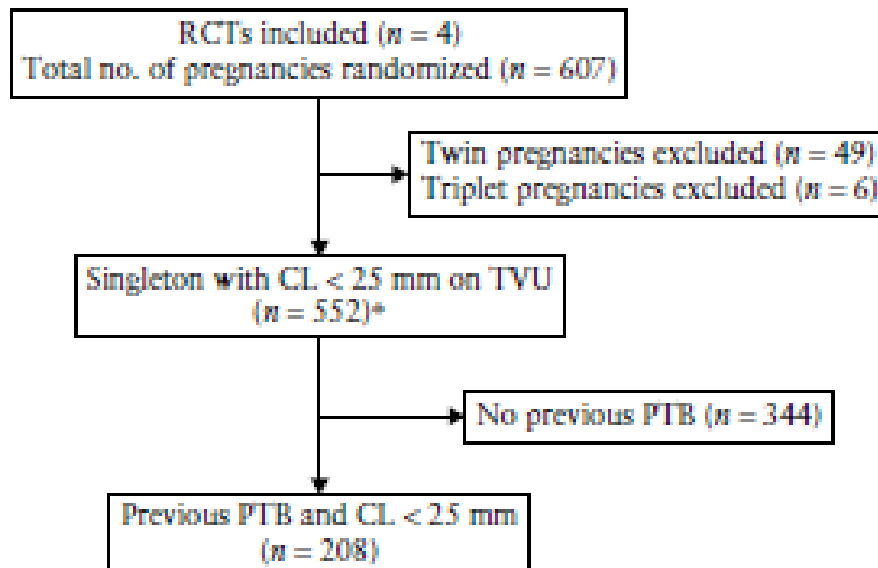 RCTs included (n = 4)
Total no. of pregnancies randomized (n = 607)
Twin pregnancies excluded (n = 49)
Triplet pregnancies excluded (n = 6)
Singleton with CL < 25 mm on TVU
(n = 552)*
No previous PTB (n = 344)
Previous PTB and CL < 25 mm
(n = 208)